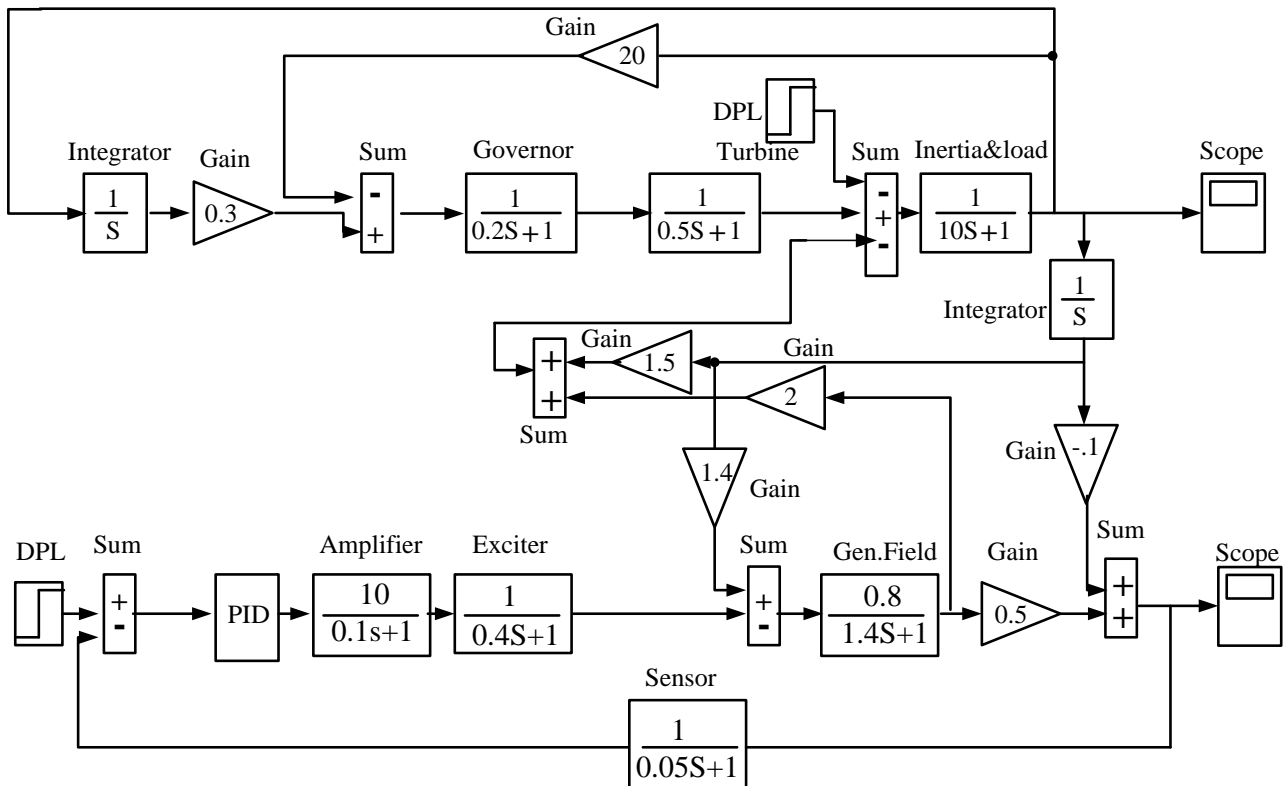 Gain
20
DPL
Integrator
Gain
Sum
Governor
Turbine
Sum
Inertia&load
Scope
1
S
0.3
-
+
1
0.2S+1
1
0.5S+1
-
+
-
1
10S+1
Integrator
1
S
Gain
1.5
Gain
+
+
2
Sum
1.4
Gain
Gain
-.1
DPL
Sum
Amplifier
Exciter
Sum
Gen.Field
Gain
Sum
Scope
+
-
PID
10
0.1s+1
1
0.4S+1
+
-
0.8
1.4S+1
0.5
+
+
Sensor
1
0.05S+1